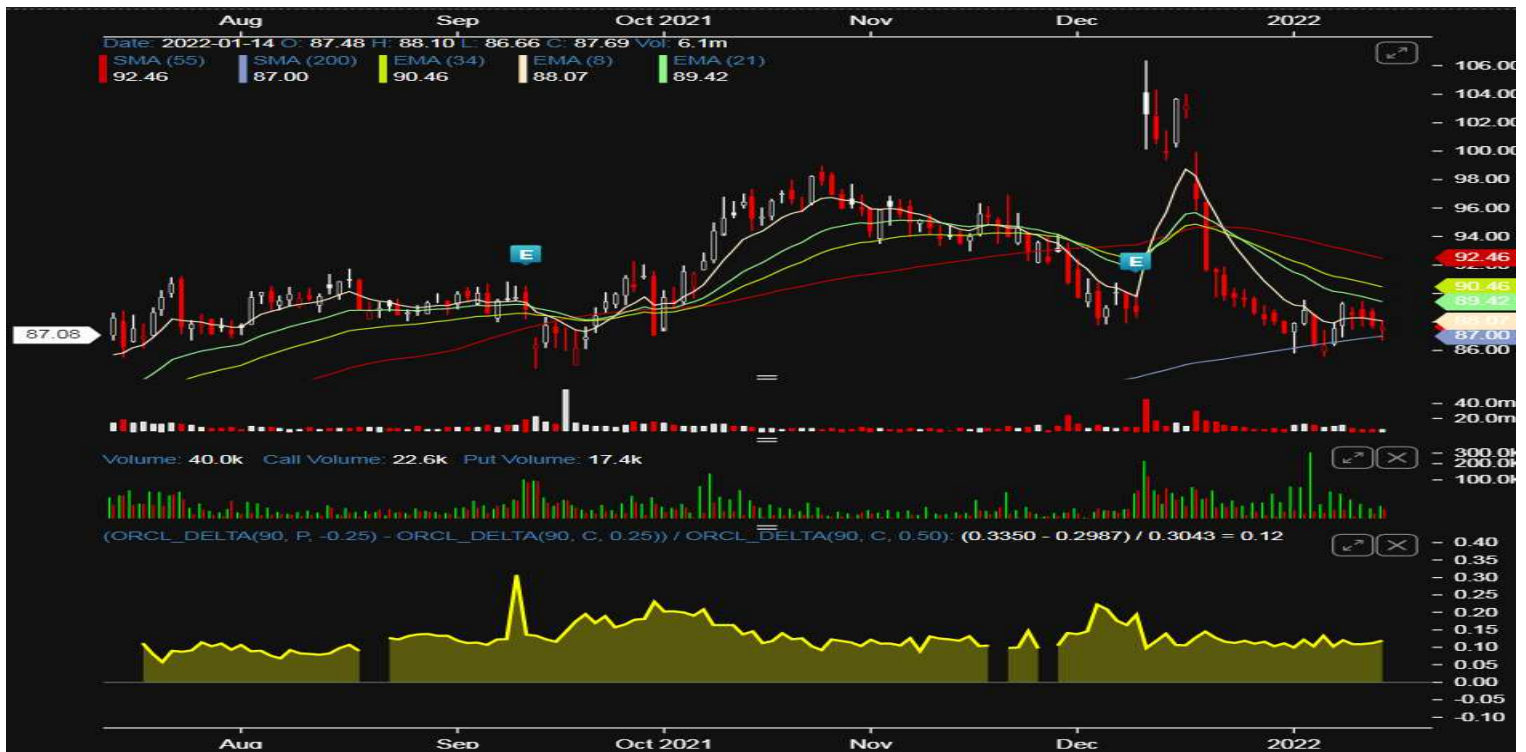 Aug Sep Oct 2021 Nov Dec 2022
Date: 2022-01-14 O: 87.48 H: 88.10 L: 86.66 C: 87.69 Vol: 6.1m
SMA (55) SMA (200) EMA (34) EMA (8) EMA (21)
92.46 87.00 90.46 88.07 89.42
106.00
104.00
102.00
100.00
98.00
96.00
94.00
92.46
92.00
90.46
89.42
88.07
87.00
86.00
E
E
87.08
40.0m
20.0m
Volume: 40.0k Call Volume: 22.6k Put Volume: 17.4k
300.0k
200.0k
100.0k
(ORCL_DELTA(90, P, -0.25) - ORCL_DELTA(90, C, 0.25)) / ORCL_DELTA(90, C, 0.50): (0.3350 - 0.2987) / 0.3043 = 0.12
0.40
0.35
0.30
0.25
0.20
0.15
0.10
0.05
0.00
-0.05
-0.10
Aug Sep Oct 2021 Nov Dec 2022